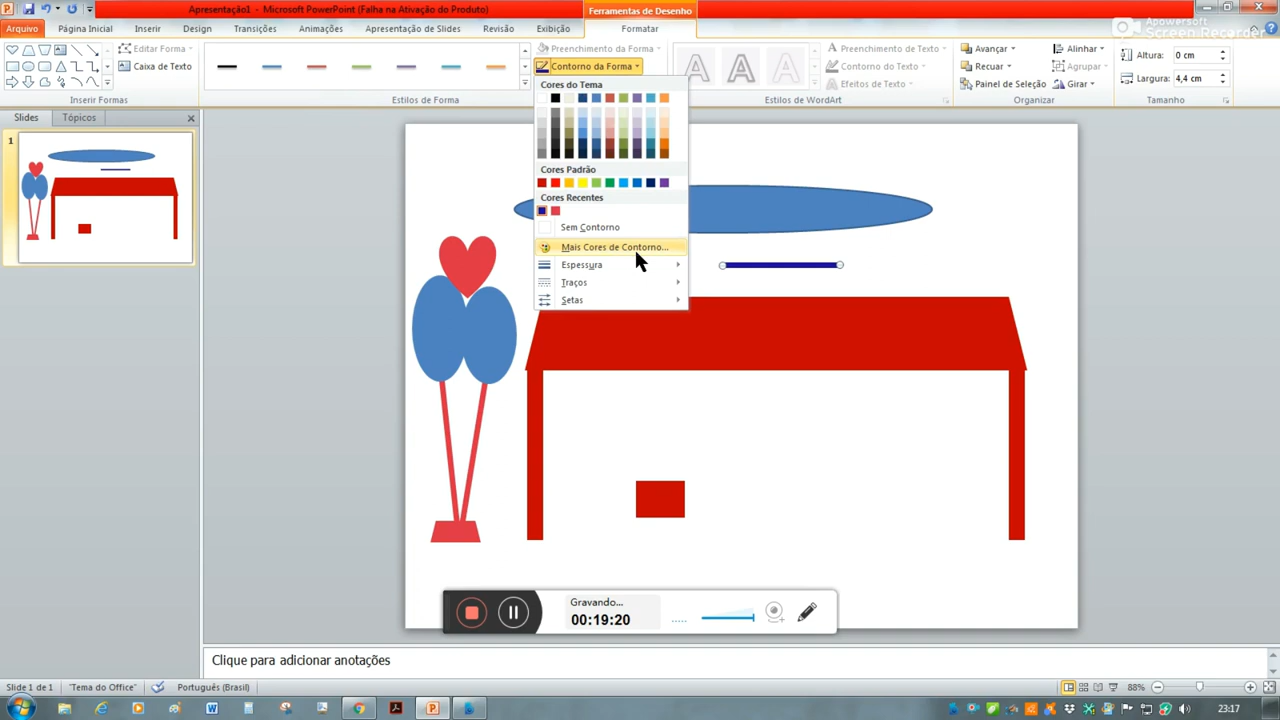 Apresentação1 - Microsoft PowerPoint (Falha na Ativação do Produto)
Ferramentas de Desenho
Arquivo
Página Inicial
Inserir
Design
Transições
Animações
Apresentação de Slides
Revisão
Exibição
Formatar
Apowersoft
Screen Recorder
Editar Forma
Caixa de Texto
Inserir Formas
Estilos de Forma
Preenchimento da Forma
Contorno da Forma
Preenchimento de Texto
Contorno do Texto
Efeitos de Texto
Estilos de WordArt
Avançar
Recuar
Painel de Seleção
Alinhar
Agrupar
Girar
Organizar
Altura: 0 cm
Largura: 4,4 cm
Tamanho
Slides
Tópicos
1
Cores do Tema
Cores Padrão
Cores Recentes
Sem Contorno
Mais Cores de Contorno...
Espessura
Traços
Setas
Gravando...
00:19:20
Clique para adicionar anotações
Slide 1 de 1
"Tema do Office"
Português (Brasil)
88%
23:17